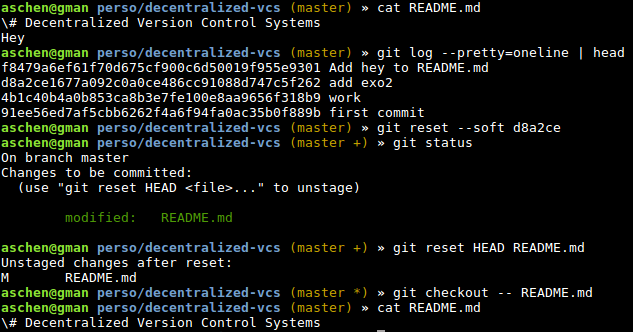 aschen@gman perso/decentralized-vcs (master) » cat README.md
\# Decentralized Version Control Systems
Hey
aschen@gman perso/decentralized-vcs (master) » git log --pretty=oneline | head
f8479a6ef61f70d675cf900c6d50019f955e9301 Add hey to README.md
d8a2ce1677a092c0a0ce486cc91088d747c5f262 add exo2
4b1c40b4a0b853ca8b3e7fe100e8aa9656f318b9 work
91ee56ed7af5cbb6262f4a6f94fa0ac35b0f889b first commit
aschen@gman perso/decentralized-vcs (master) » git reset --soft d8a2ce
aschen@gman perso/decentralized-vcs (master +) » git status
On branch master
Changes to be committed:
  (use "git reset HEAD <file>..." to unstage)
        modified:   README.md
aschen@gman perso/decentralized-vcs (master +) » git reset HEAD README.md
Unstaged changes after reset:
M       README.md
aschen@gman perso/decentralized-vcs (master *) » git checkout -- README.md
aschen@gman perso/decentralized-vcs (master) » cat README.md
\# Decentralized Version Control Systems